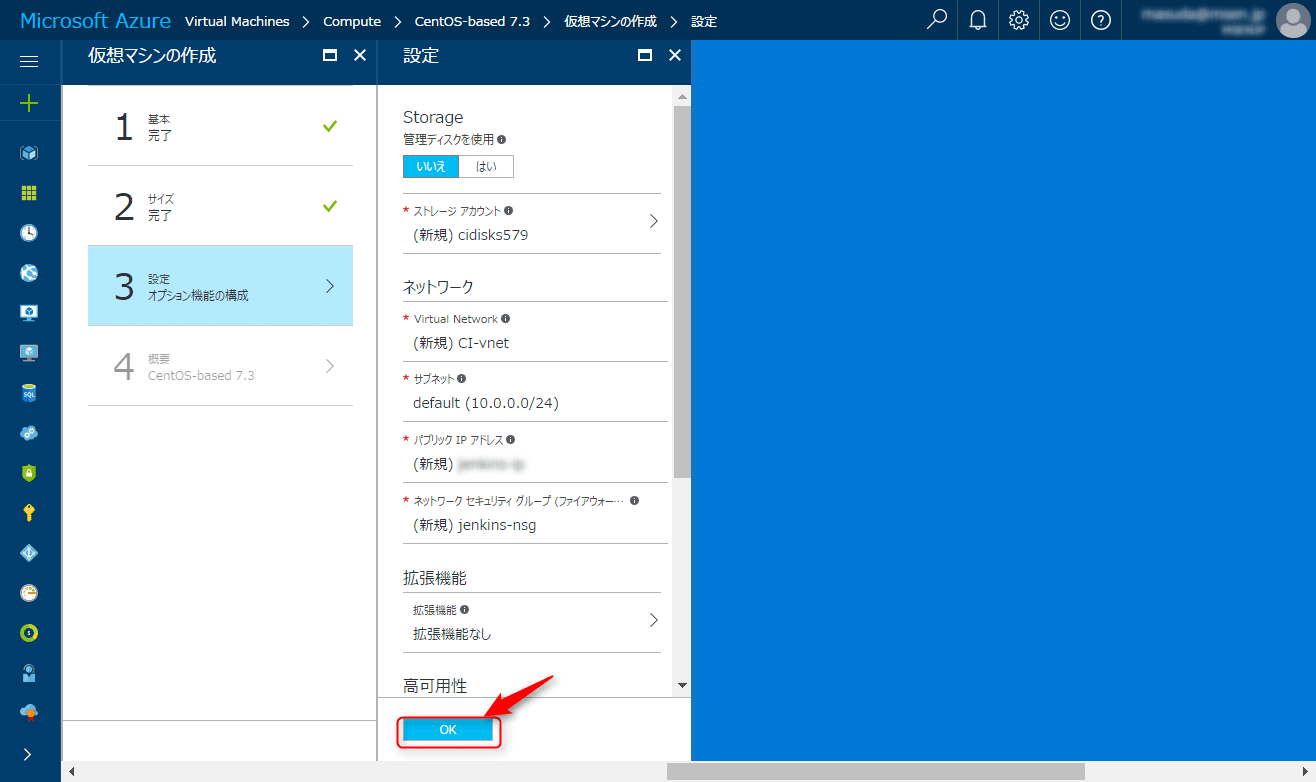 Microsoft Azure Virtual Machines > Compute > CentOS-based 7.3 > 仮想マシンの作成 > 設定
仮想マシンの作成
1 基本
完了
2 サイズ
完了
3 設定
オプション機能の構成
4 概要
CentOS-based 7.3
設定
Storage
管理ディスクを使用
いいえ はい
* ストレージ アカウント
(新規) cidisks579
ネットワーク
* Virtual Network
(新規) CI-vnet
* サブネット
default (10.0.0.0/24)
* パブリック IP アドレス
(新規)
* ネットワーク セキュリティ グループ (ファイアウォー…
(新規) jenkins-nsg
拡張機能
拡張機能
拡張機能なし
高可用性
OK